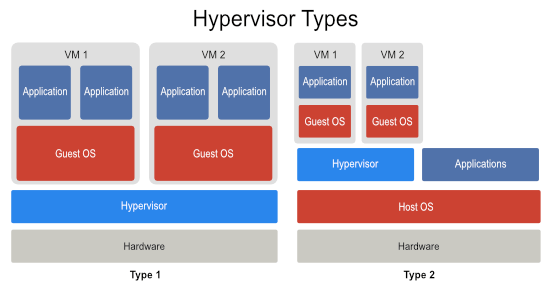 Hypervisor Types
VM 1
VM 2
Application
Application
Application
Application
Guest OS
Guest OS
Hypervisor
Hardware
Type 1
VM 1
VM 2
Application
Application
Guest OS
Guest OS
Hypervisor
Applications
Host OS
Hardware
Type 2